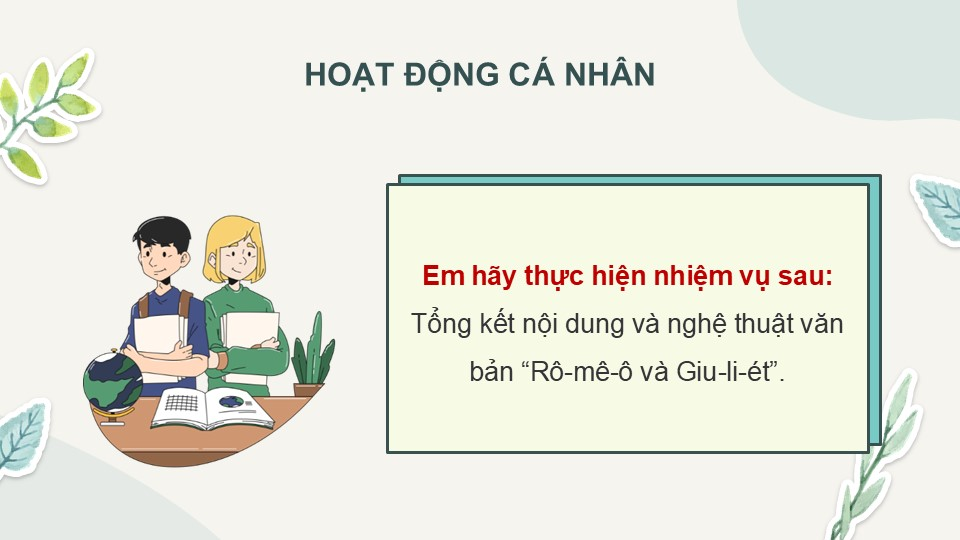 HOẠT ĐỘNG CÁ NHÂN
Em hãy thực hiện nhiệm vụ sau:
Tổng kết nội dung và nghệ thuật văn
bản “Rô-mê-ô và Giu-li-ét”.